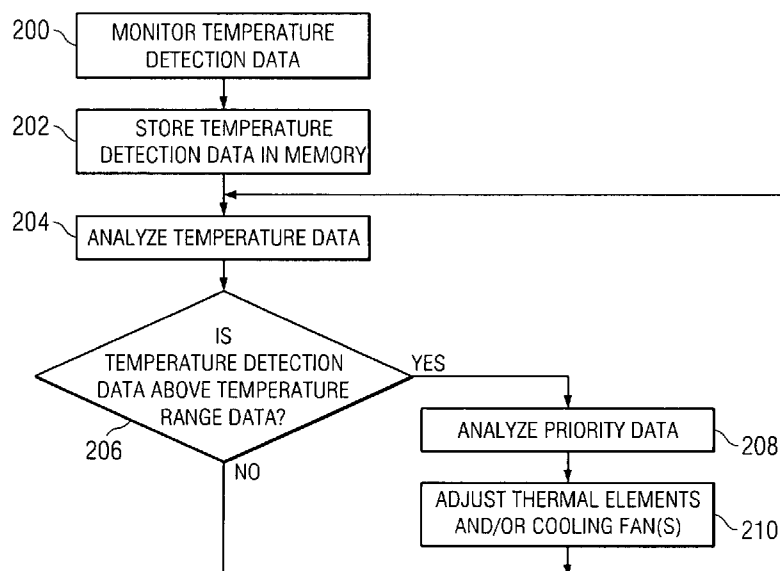 200
MONITOR TEMPERATURE
DETECTION DATA
202
STORE TEMPERATURE
DETECTION DATA IN MEMORY
204
ANALYZE TEMPERATURE DATA
IS
TEMPERATURE DETECTION
DATA ABOVE TEMPERATURE
RANGE DATA?
206
YES
NO
ANALYZE PRIORITY DATA
208
ADJUST THERMAL ELEMENTS
AND/OR COOLING FAN(S)
210